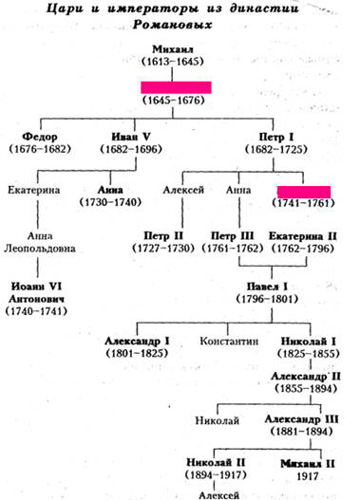 Цари и императоры из династии
Романовых
Михаил
(1613–1645)
(1645–1676)
Федор
(1676–1682)
Иван V
(1682–1696)
Петр I
(1682–1725)
Екатерина
Анна
(1730–1740)
Алексей
Анна
(1741–1761)
Анна
Леопольдовна
Петр II
(1727–1730)
Петр III
(1761–1762)
Екатерина II
(1762–1796)
Иоанн VI
Антонович
(1740–1741)
Павел I
(1796–1801)
Александр I
(1801–1825)
Константин
Николай I
(1825–1855)
Александр II
(1855–1894)
Николай
Александр III
(1881–1894)
Николай II
(1894–1917)
Михаил II
1917
Алексей